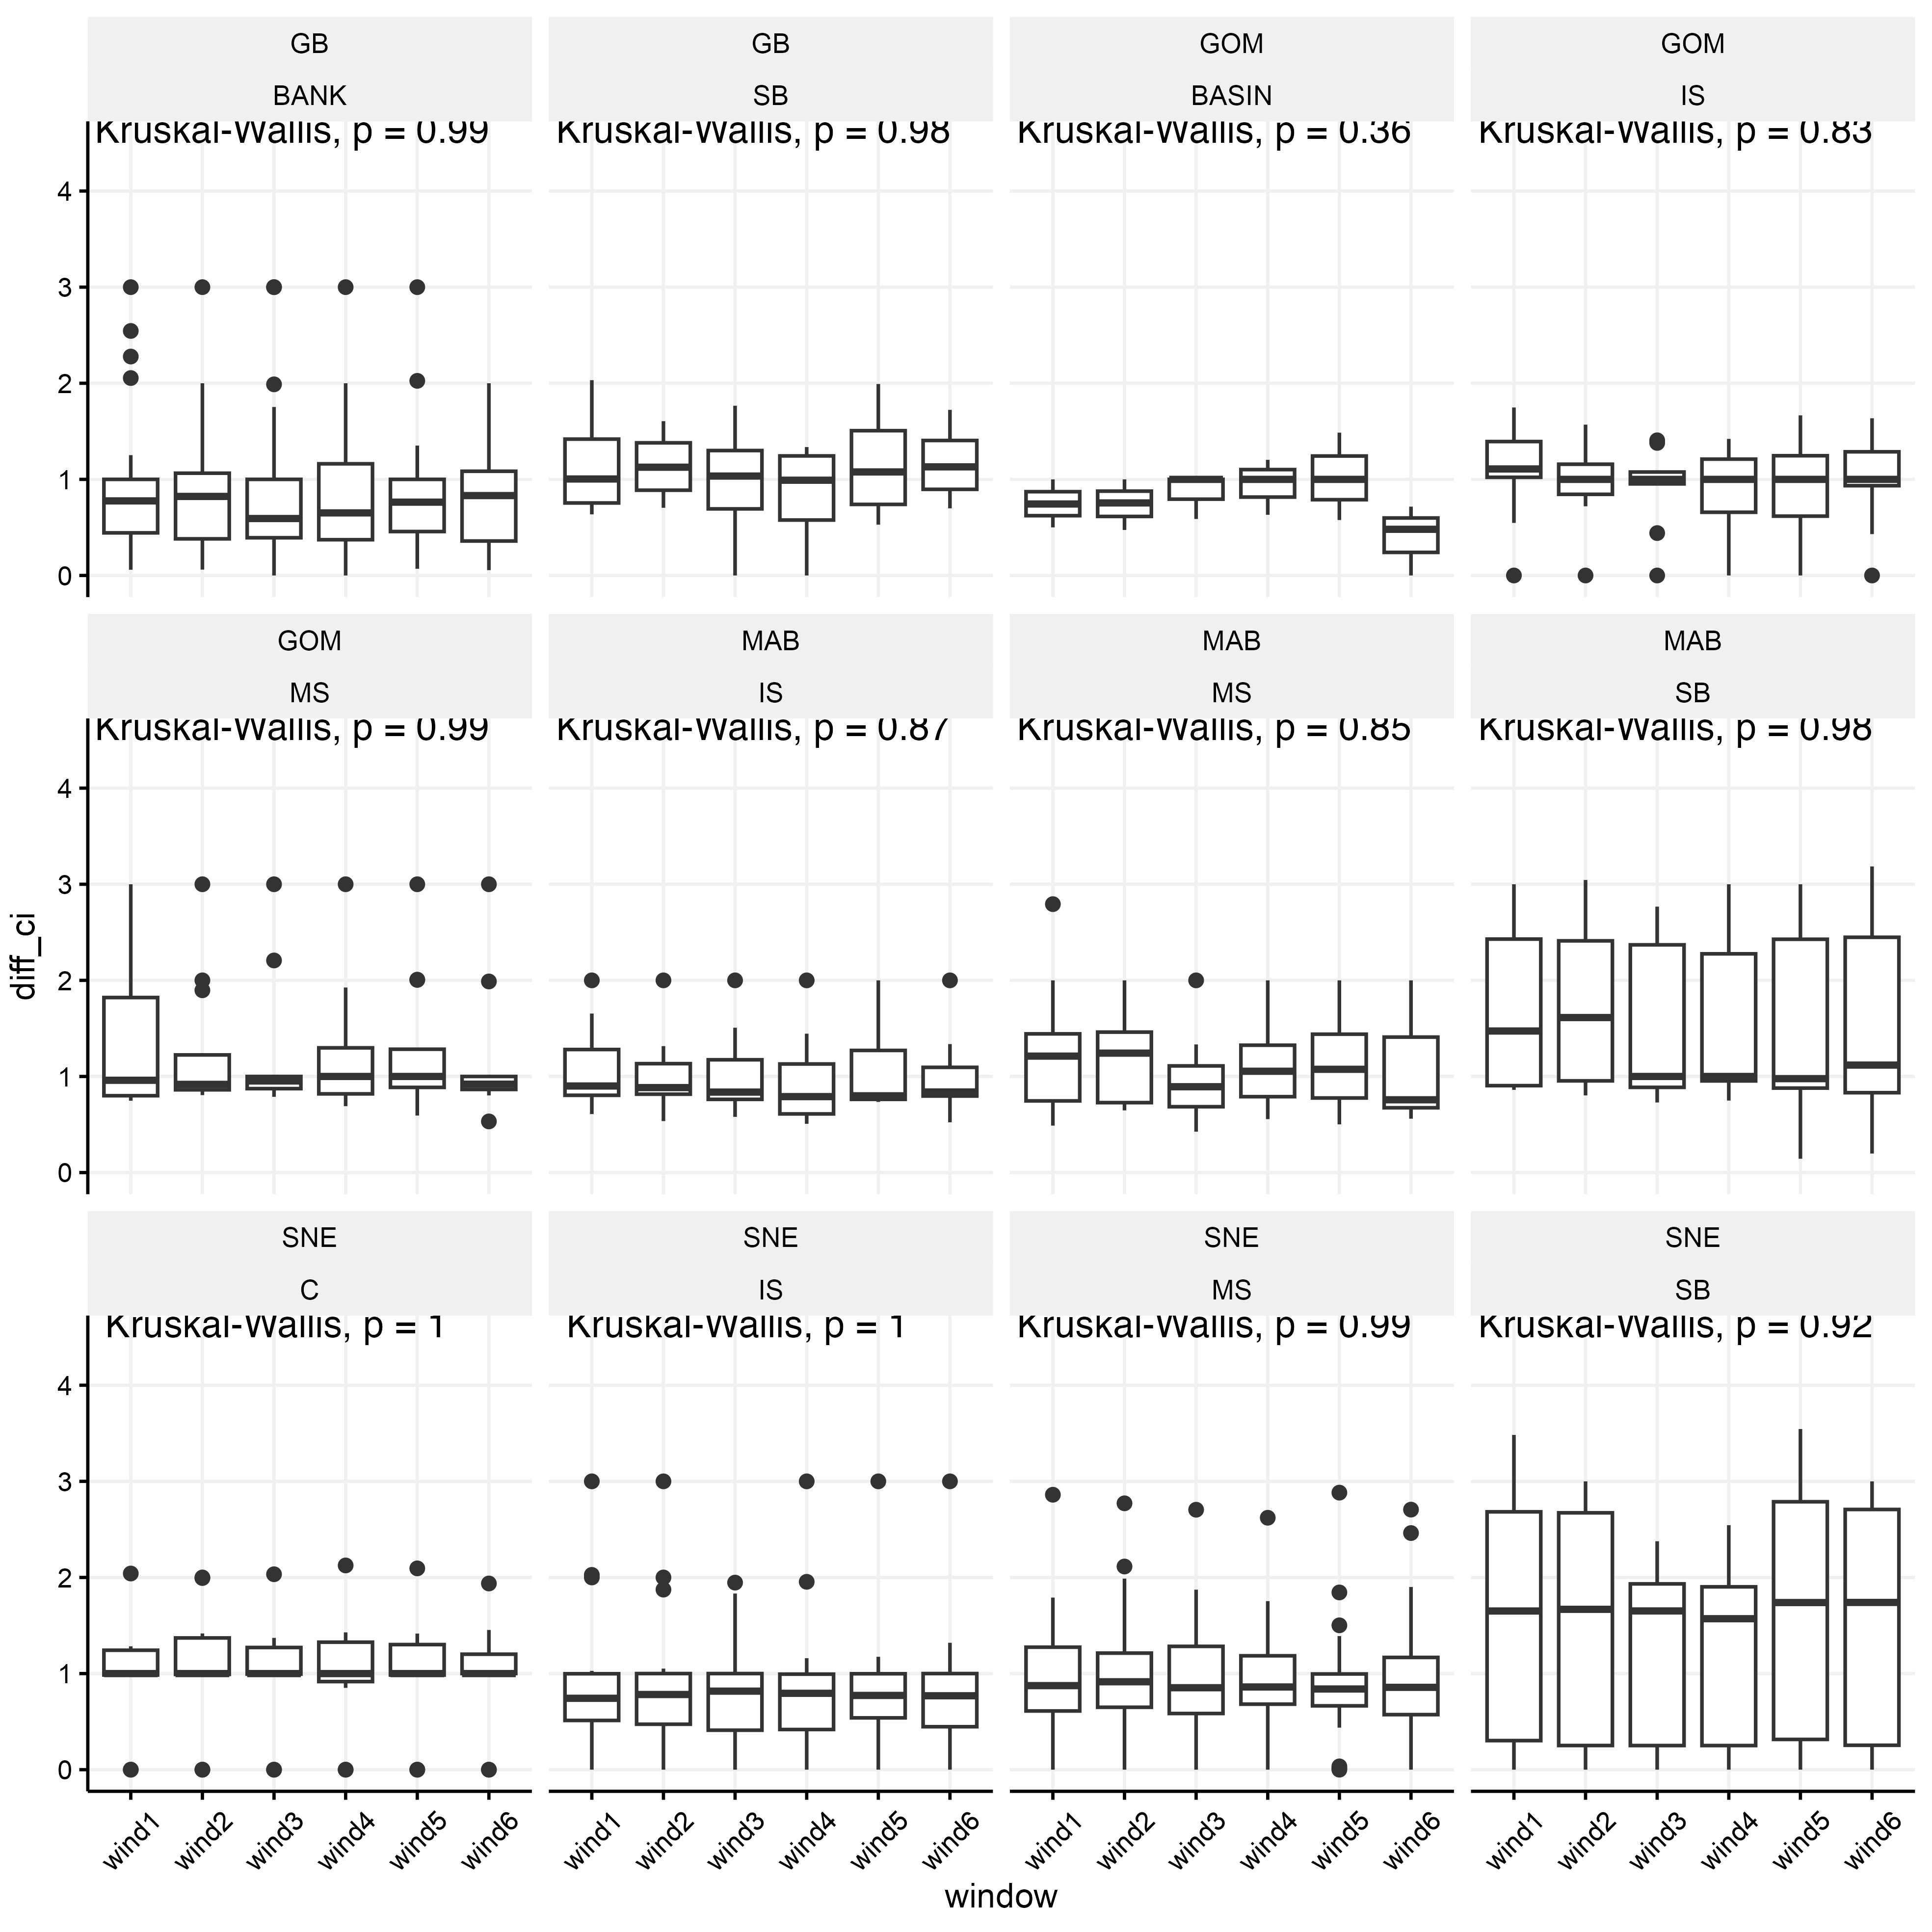 GB
BANK
Kruskal-Wallis, p = 0.99
GB
SB
Kruskal-Wallis, p = 0.98
GOM
BASIN
Kruskal-Wallis, p = 0.36
GOM
IS
Kruskal-Wallis, p = 0.83
4
3
2
1
0
GOM
MS
Kruskal-Wallis, p = 0.99
MAB
IS
Kruskal-Wallis, p = 0.87
MAB
MS
Kruskal-Wallis, p = 0.85
MAB
SB
Kruskal-Wallis, p = 0.98
4
3
2
1
0
diff_ci
SNE
C
Kruskal-Wallis, p = 1
SNE
IS
Kruskal-Wallis, p = 1
SNE
MS
Kruskal-Wallis, p = 0.99
SNE
SB
Kruskal-Wallis, p = 0.92
4
3
2
1
0
wind1 wind2 wind3 wind4 wind5 wind6
wind1 wind2 wind3 wind4 wind5 wind6
wind1 wind2 wind3 wind4 wind5 wind6
wind1 wind2 wind3 wind4 wind5 wind6
window